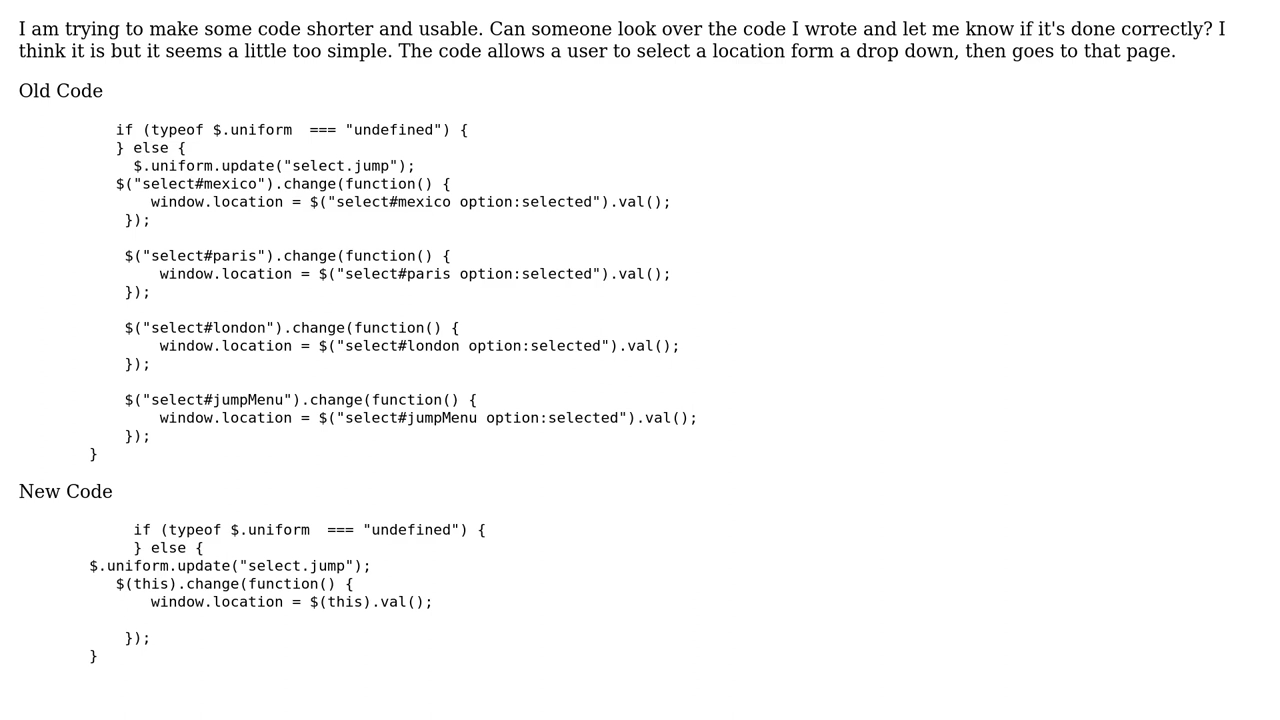 I am trying to make some code shorter and usable. Can someone look over the code I wrote and let me know if it's done correctly? I
think it is but it seems a little too simple. The code allows a user to select a location form a drop down, then goes to that page.
Old Code
if (typeof $.uniform  === "undefined") {
} else {
$.uniform.update("select.jump");
$("select#mexico").change(function() {
window.location = $("select#mexico option:selected").val();
});
$("select#paris").change(function() {
window.location = $("select#paris option:selected").val();
});
$("select#london").change(function() {
window.location = $("select#london option:selected").val();
});
$("select#jumpMenu").change(function() {
window.location = $("select#jumpMenu option:selected").val();
});
}
New Code
if (typeof $.uniform  === "undefined") {
} else {
$.uniform.update("select.jump");
$(this).change(function() {
window.location = $(this).val();
});
}